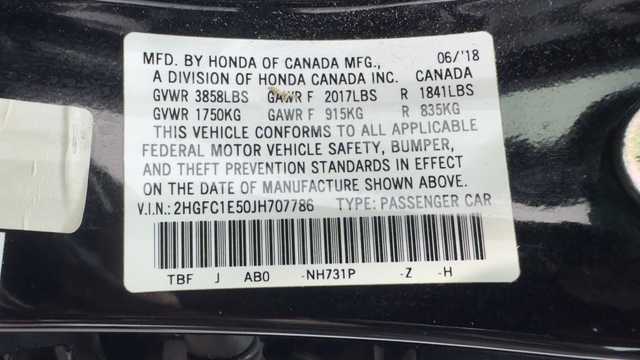 MFD. BY HONDA OF CANADA MFG., 06/'18
A DIVISION OF HONDA CANADA INC. CANADA
GVWR 3858LBS GAWR F 2017LBS R 1841LBS
GVWR 1750KG GAWR F 915KG R 835KG
THIS VEHICLE CONFORMS TO ALL APPLICABLE
FEDERAL MOTOR VEHICLE SAFETY, BUMPER,
AND THEFT PREVENTION STANDARDS IN EFFECT
ON THE DATE OF MANUFACTURE SHOWN ABOVE.
V.I.N.: 2HGFC1E50JH707786 TYPE: PASSENGER CAR
TBF J AB0 -NH731P -Z -H